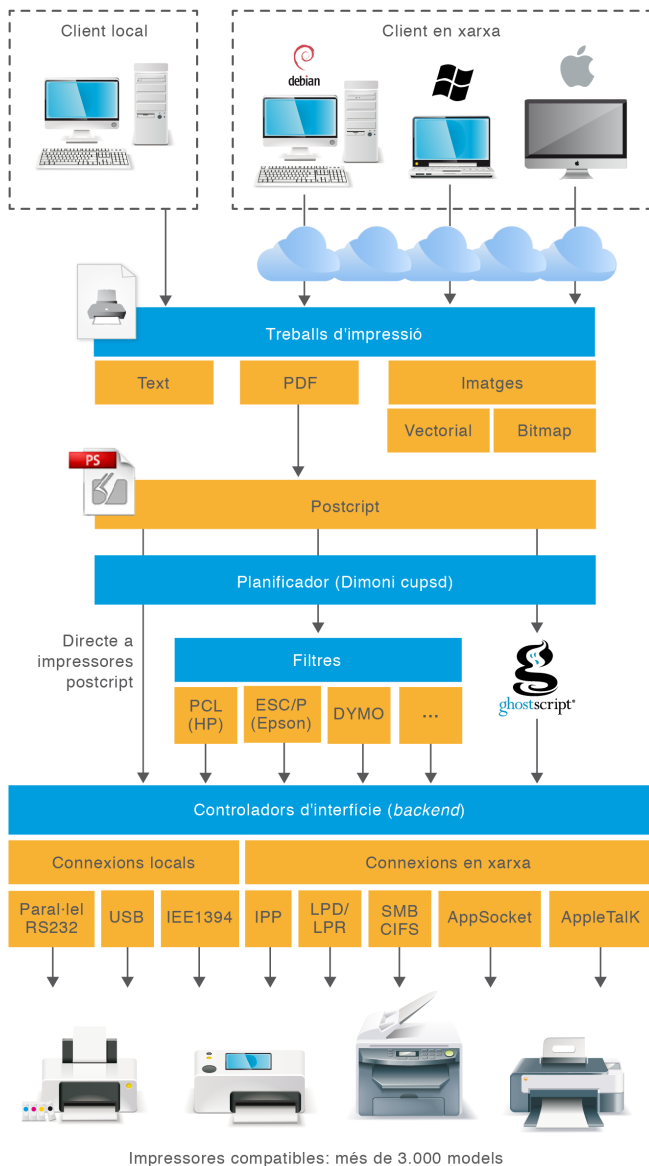 Client local
Client en xarxa
debian
Treballs d'impressió
Text
PDF
Imatges
Vectorial
Bitmap
PS
Postcript
Planificador (Dimoni cupsd)
Directe a
impressores
postcript
Filtres
PCL
(HP)
ESC/P
(Epson)
DYMO
...
ghostscript®
Controladors d'interfície (backend)
Connexions locals
Connexions en xarxa
Paral·lel
RS232
USB
IEE1394
IPP
LPD/
LPR
SMB
CIFS
AppSocket
AppleTalK
Impressores compatibles: més de 3.000 models